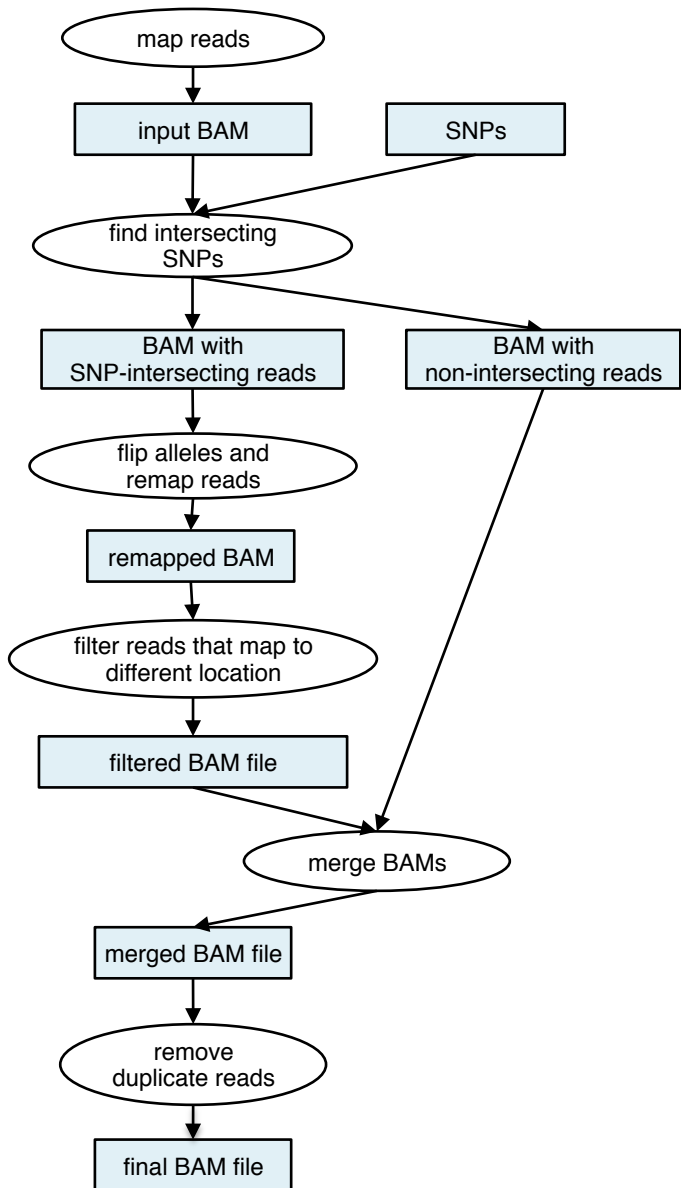 map reads
input BAM
SNPs
find intersecting
SNPs
BAM with
SNP-intersecting reads
BAM with
non-intersecting reads
flip alleles and
remap reads
remapped BAM
filter reads that map to
different location
filtered BAM file
merge BAMs
merged BAM file
remove
duplicate reads
final BAM file